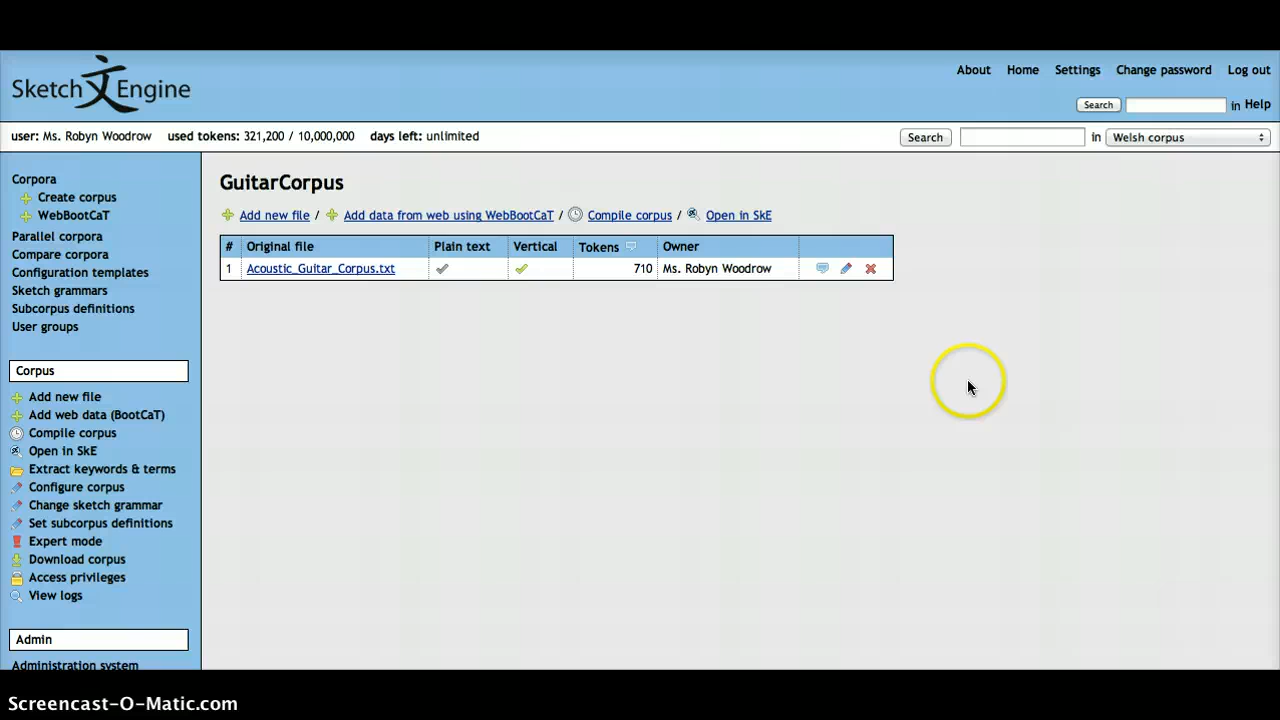 Sketch 文 Engine
About Home Settings Change password Log out
Search in Help
user: Ms. Robyn Woodrow used tokens: 321,200 / 10,000,000 days left: unlimited
Search in Welsh corpus
Corpora
Create corpus
WebBootCaT
Parallel corpora
Compare corpora
Configuration templates
Sketch grammars
Subcorpus definitions
User groups
Corpus
Add new file
Add web data (BootCaT)
Compile corpus
Open in SkE
Extract keywords & terms
Configure corpus
Change sketch grammar
Set subcorpus definitions
Expert mode
Download corpus
Access privileges
View logs
Admin
Administration system
GuitarCorpus
Add new file / Add data from web using WebBootCaT / Compile corpus / Open in SkE
# Original file Plain text Vertical Tokens Owner
1 Acoustic_Guitar_Corpus.txt 710 Ms. Robyn Woodrow
Screencast-O-Matic.com